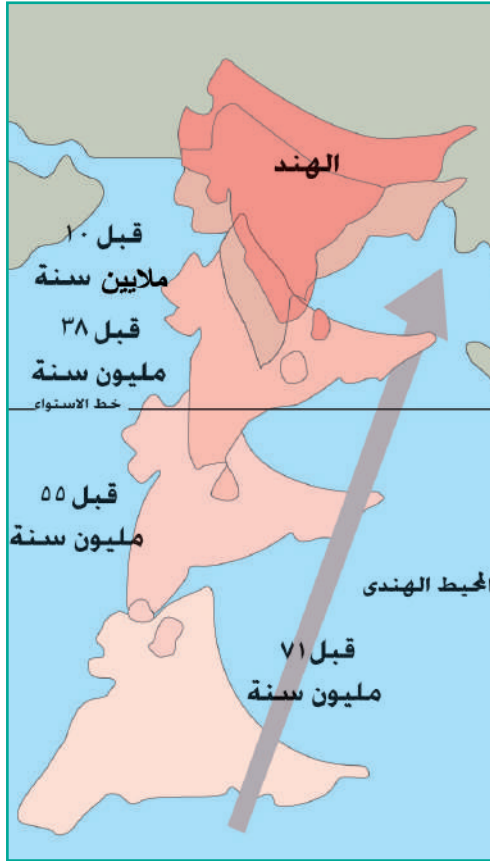 الهند
قبل ١٠
ملايين سنة
قبل ٣٨
مليون سنة
خط الاستواء
قبل ٥٥
مليون سنة
المحيط الهندى
قبل ٧١
مليون سنة